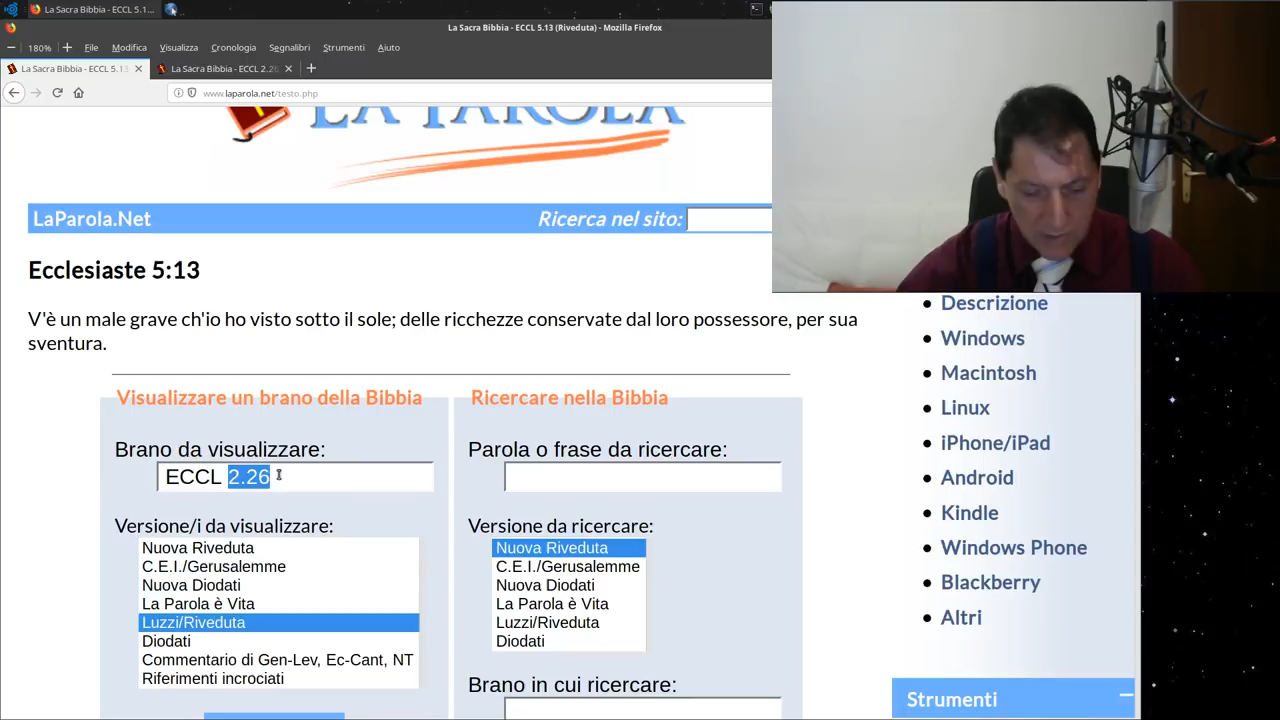 La Sacra Bibbia - ECCL 5.1...
La Sacra Bibbia - ECCL 5.13 (Riveduta) - Mozilla Firefox
180% File Modifica Visualizza Cronologia Segnalibri Strumenti Aiuto
La Sacra Bibbia - ECCL 5.13
La Sacra Bibbia - ECCL 2.26
www.laparola.net/testo.php
LA PAROLA
LaParola.Net
Ricerca nel sito:
Ecclesiaste 5:13
V'è un male grave ch'io ho visto sotto il sole; delle ricchezze conservate dal loro possessore, per sua
sventura.
Visualizzare un brano della Bibbia
Brano da visualizzare:
ECCL 2.26
Versione/i da visualizzare:
Nuova Riveduta
C.E.I./Gerusalemme
Nuova Diodati
La Parola è Vita
Luzzi/Riveduta
Diodati
Commentario di Gen-Lev, Ec-Cant, NT
Riferimenti incrociati
Ricercare nella Bibbia
Parola o frase da ricercare:
Versione da ricercare:
Nuova Riveduta
C.E.I./Gerusalemme
Nuova Diodati
La Parola è Vita
Luzzi/Riveduta
Diodati
Brano in cui ricercare:
Descrizione
Windows
Macintosh
Linux
iPhone/iPad
Android
Kindle
Windows Phone
Blackberry
Altri
Strumenti